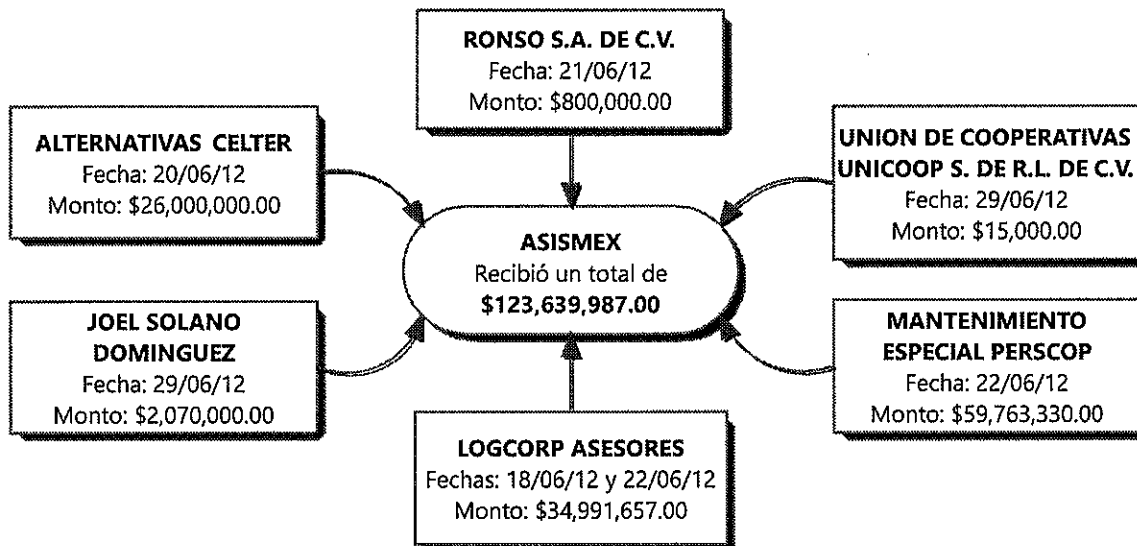 RONSO S.A. DE C.V.
Fecha: 21/06/12
Monto: $800,000.00
ALTERNATIVAS CELTER
Fecha: 20/06/12
Monto: $26,000,000.00
UNION DE COOPERATIVAS
UNICOOP S. DE R.L. DE C.V.
Fecha: 29/06/12
Monto: $15,000.00
ASISMEX
Recibió un total de
$123,639,987.00
JOEL SOLANO
DOMINGUEZ
Fecha: 29/06/12
Monto: $2,070,000.00
MANTENIMIENTO
ESPECIAL PERSCOP
Fecha: 22/06/12
Monto: $59,763,330.00
LOGCORP ASESORES
Fechas: 18/06/12 y 22/06/12
Monto: $34,991,657.00